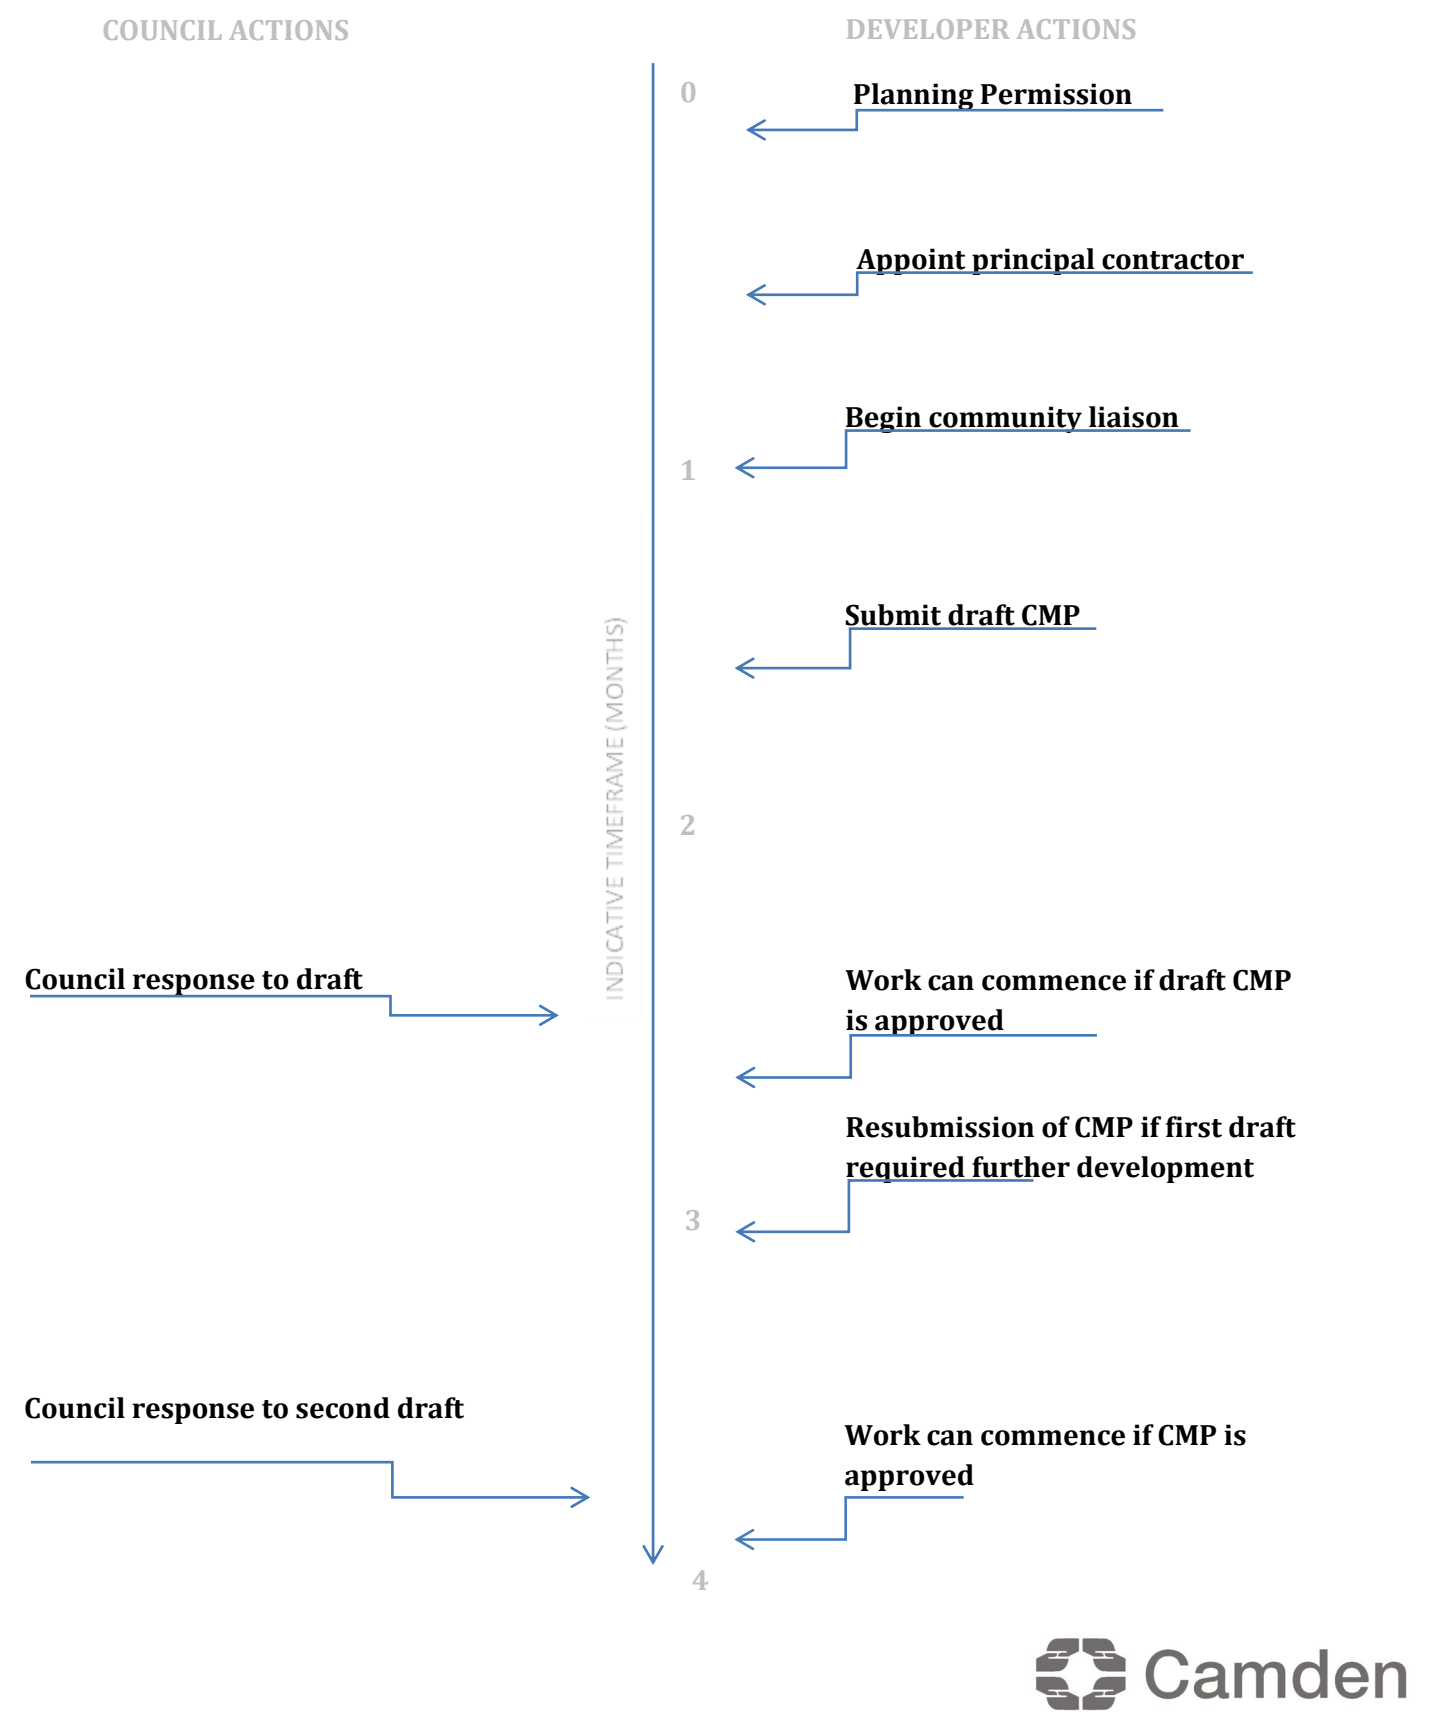 COUNCIL ACTIONS
DEVELOPER ACTIONS
0
Planning Permission
Appoint principal contractor
Begin community liaison
1
Submit draft CMP
INDICATIVE TIMEFRAME (MONTHS)
2
Council response to draft
Work can commence if draft CMP
is approved
Resubmission of CMP if first draft
required further development
3
Council response to second draft
Work can commence if CMP is
approved
4
Camden